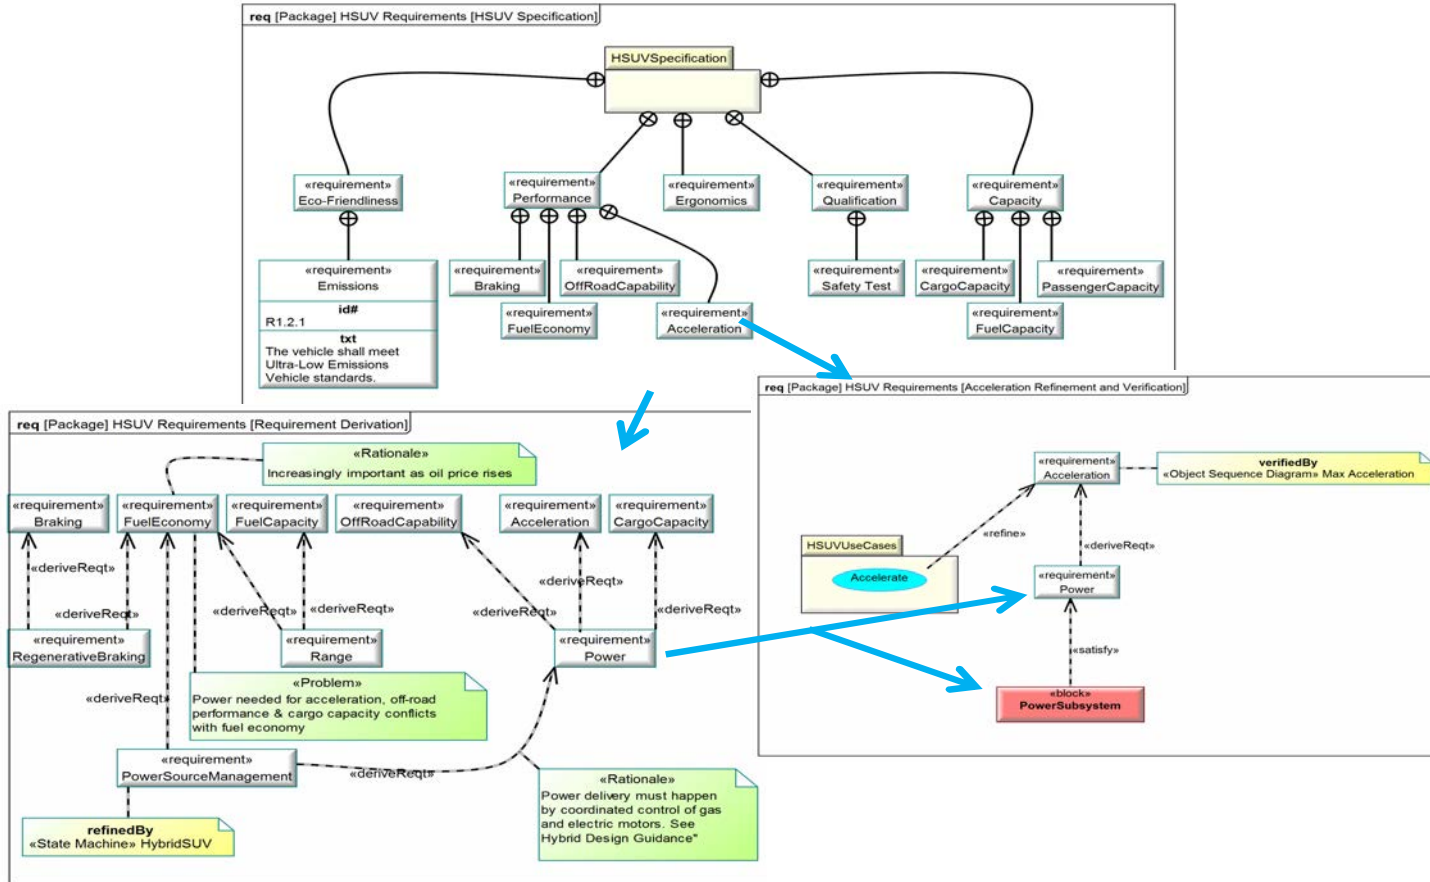 req [Package] HSUV Requirements [HSUV Specification]
HSUVSpecification
«requirement»
Eco-Friendliness
«requirement»
Performance
«requirement»
Ergonomics
«requirement»
Qualification
«requirement»
Capacity
«requirement»
Emissions
id#
R1.2.1
txt
The vehicle shall meet
Ultra-Low Emissions
Vehicle standards.
«requirement»
Braking
«requirement»
OffRoadCapability
«requirement»
FuelEconomy
«requirement»
Acceleration
«requirement»
Safety Test
«requirement»
CargoCapacity
«requirement»
PassengerCapacity
«requirement»
FuelCapacity
req [Package] HSUV Requirements [Requirement Derivation]
«Rationale»
Increasingly important as oil price rises
«requirement»
Braking
«requirement»
FuelEconomy
«requirement»
FuelCapacity
«requirement»
OffRoadCapability
«requirement»
Acceleration
«requirement»
CargoCapacity
«deriveReqt»
«deriveReqt»
«deriveReqt»
«deriveReqt»
«deriveReqt»
«deriveReqt»
«deriveReqt»
«requirement»
RegenerativeBraking
«requirement»
Range
«requirement»
Power
«Problem»
Power needed for acceleration, off-road
performance & cargo capacity conflicts
with fuel economy
«deriveReqt»
«requirement»
PowerSourceManagement
«deriveReqt»
«Rationale»
Power delivery must happen
by coordinated control of gas
and electric motors. See
Hybrid Design Guidance"
refinedBy
«State Machine» HybridSUV
req [Package] HSUV Requirements [Acceleration Refinement and Verification]
«requirement»
Acceleration
verifiedBy
«Object Sequence Diagram» Max Acceleration
«refine»
«deriveReqt»
HSUVUseCases
Accelerate
«requirement»
Power
«satisfy»
«block»
PowerSubsystem